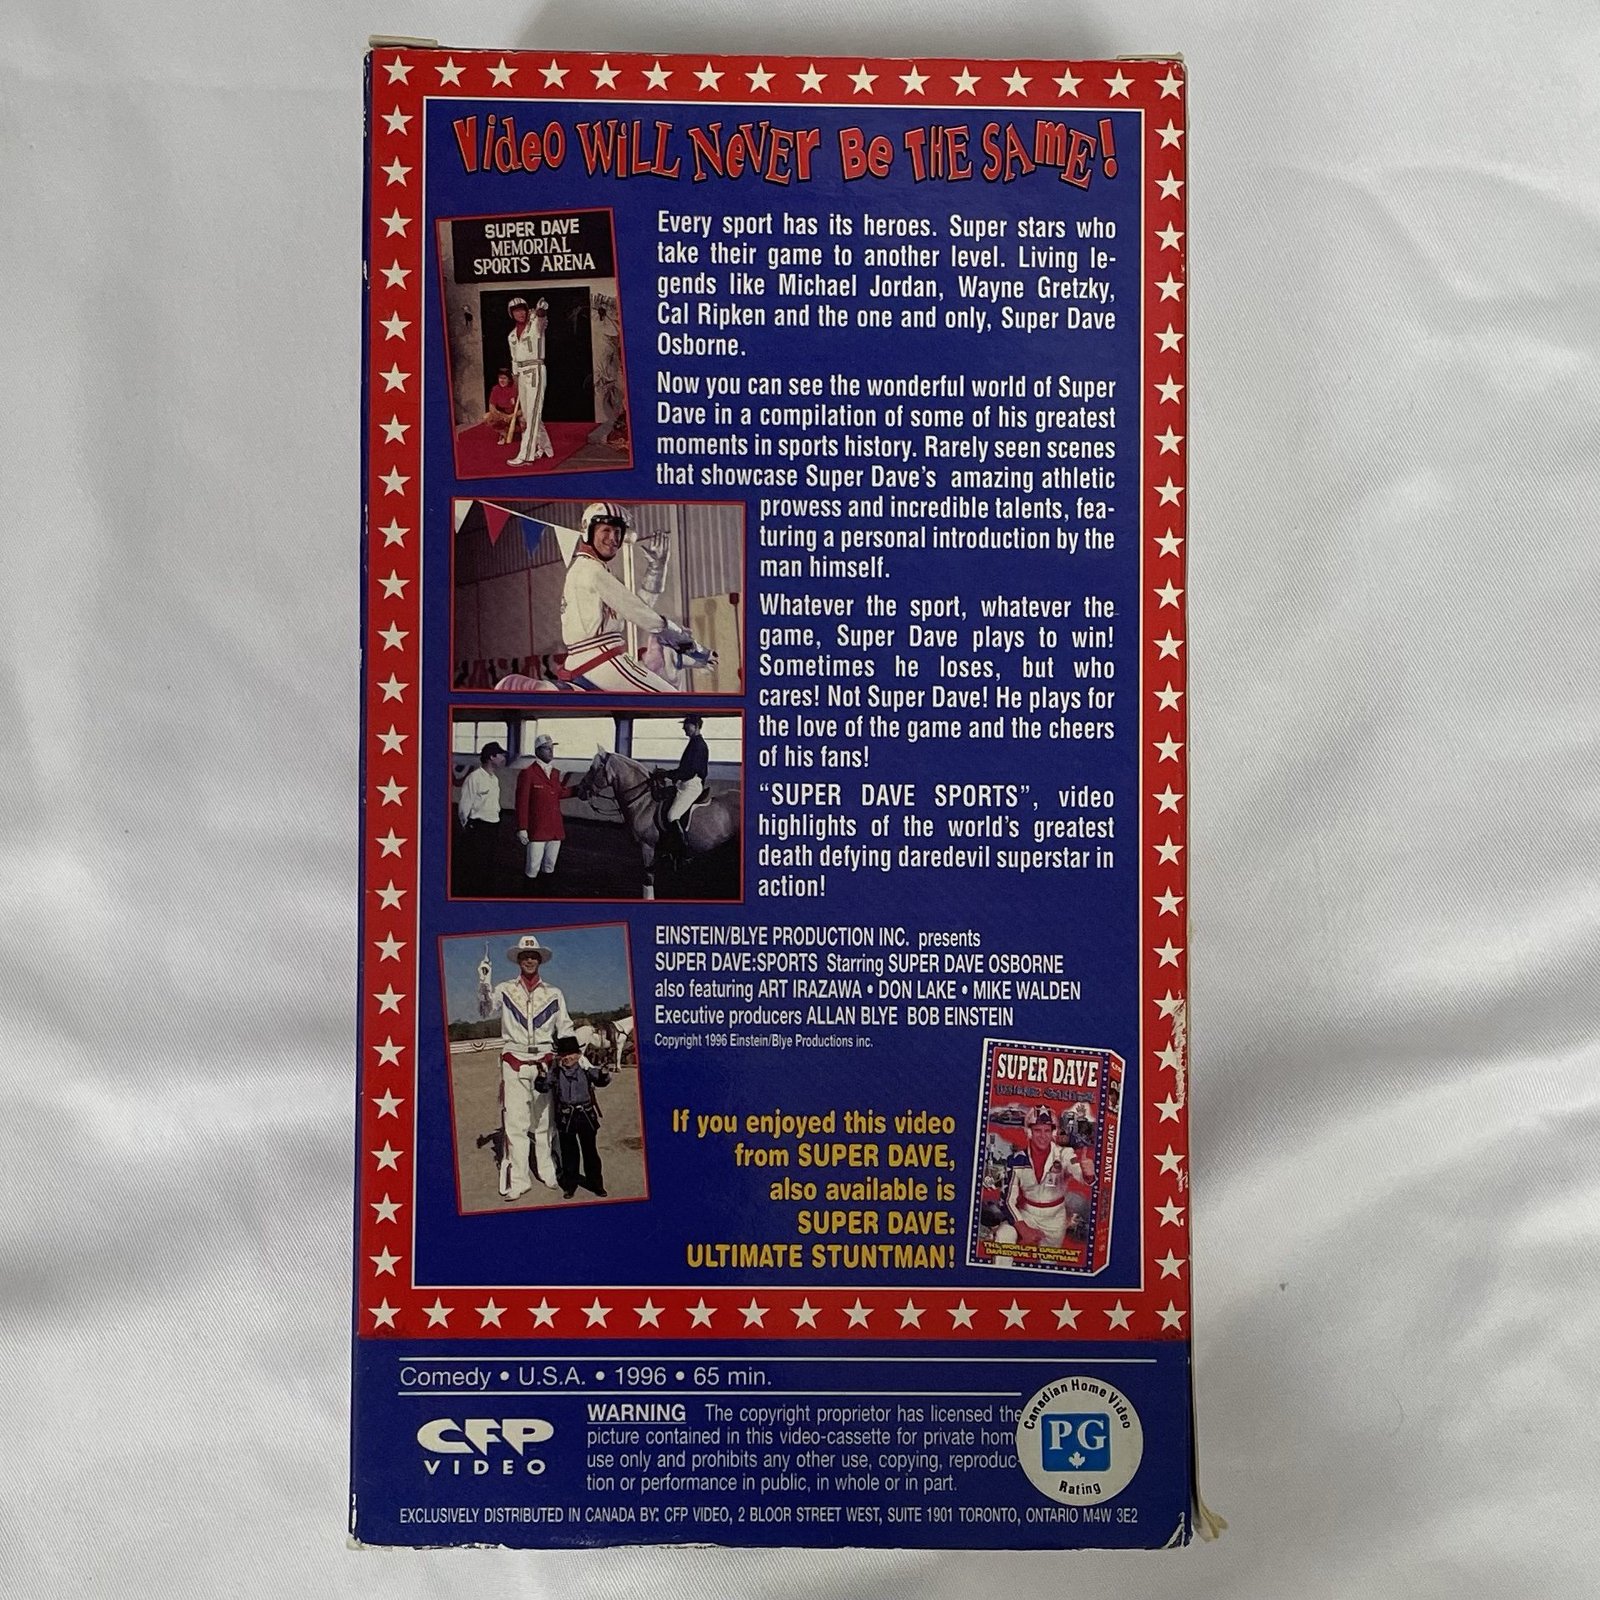 Video WiLL NeVEr Be THE SAmE!
SUPER DAVE
MEMORIAL
SPORTS ARENA
Every sport has its heroes. Super stars who
take their game to another level. Living le-
gends like Michael Jordan, Wayne Gretzky,
Cal Ripken and the one and only, Super Dave
Osborne.
Now you can see the wonderful world of Super
Dave in a compilation of some of his greatest
moments in sports history. Rarely seen scenes
that showcase Super Dave's amazing athletic
prowess and incredible talents, fea-
turing a personal introduction by the
man himself.
Whatever the sport, whatever the
game, Super Dave plays to win!
Sometimes he loses, but who
cares! Not Super Dave! He plays for
the love of the game and the cheers
of his fans!
“SUPER DAVE SPORTS”, video
highlights of the world's greatest
death defying daredevil superstar in
action!
EINSTEIN/BLYE PRODUCTION INC. presents
SUPER DAVE:SPORTS Starring SUPER DAVE OSBORNE
also featuring ART IRAZAWA • DON LAKE • MIKE WALDEN
Executive producers ALLAN BLYE BOB EINSTEIN
Copyright 1996 Einstein/Blye Productions inc.
If you enjoyed this video
from SUPER DAVE,
also available is
SUPER DAVE:
ULTIMATE STUNTMAN!
SUPER DAVE
SUPER DAVE
THE WORLD'S GREATEST
DAREDEVIL STUNTMAN
Comedy • U.S.A. • 1996 • 65 min.
CFP
VIDEO
WARNING The copyright proprietor has licensed the
picture contained in this video-cassette for private hom
use only and prohibits any other use, copying, reproduc-
tion or performance in public, in whole or in part.
Canadian Home Video
PG
Rating
EXCLUSIVELY DISTRIBUTED IN CANADA BY: CFP VIDEO, 2 BLOOR STREET WEST, SUITE 1901 TORONTO, ONTARIO M4W 3E2